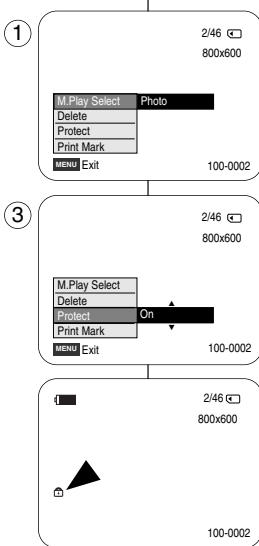 1
2/46
800x600
M.Play Select Photo
Delete
Protect
Print Mark
MENU Exit 100-0002
3
2/46
800x600
M.Play Select
Delete
Protect On
Print Mark
MENU Exit 100-0002
2/46
800x600
100-0002